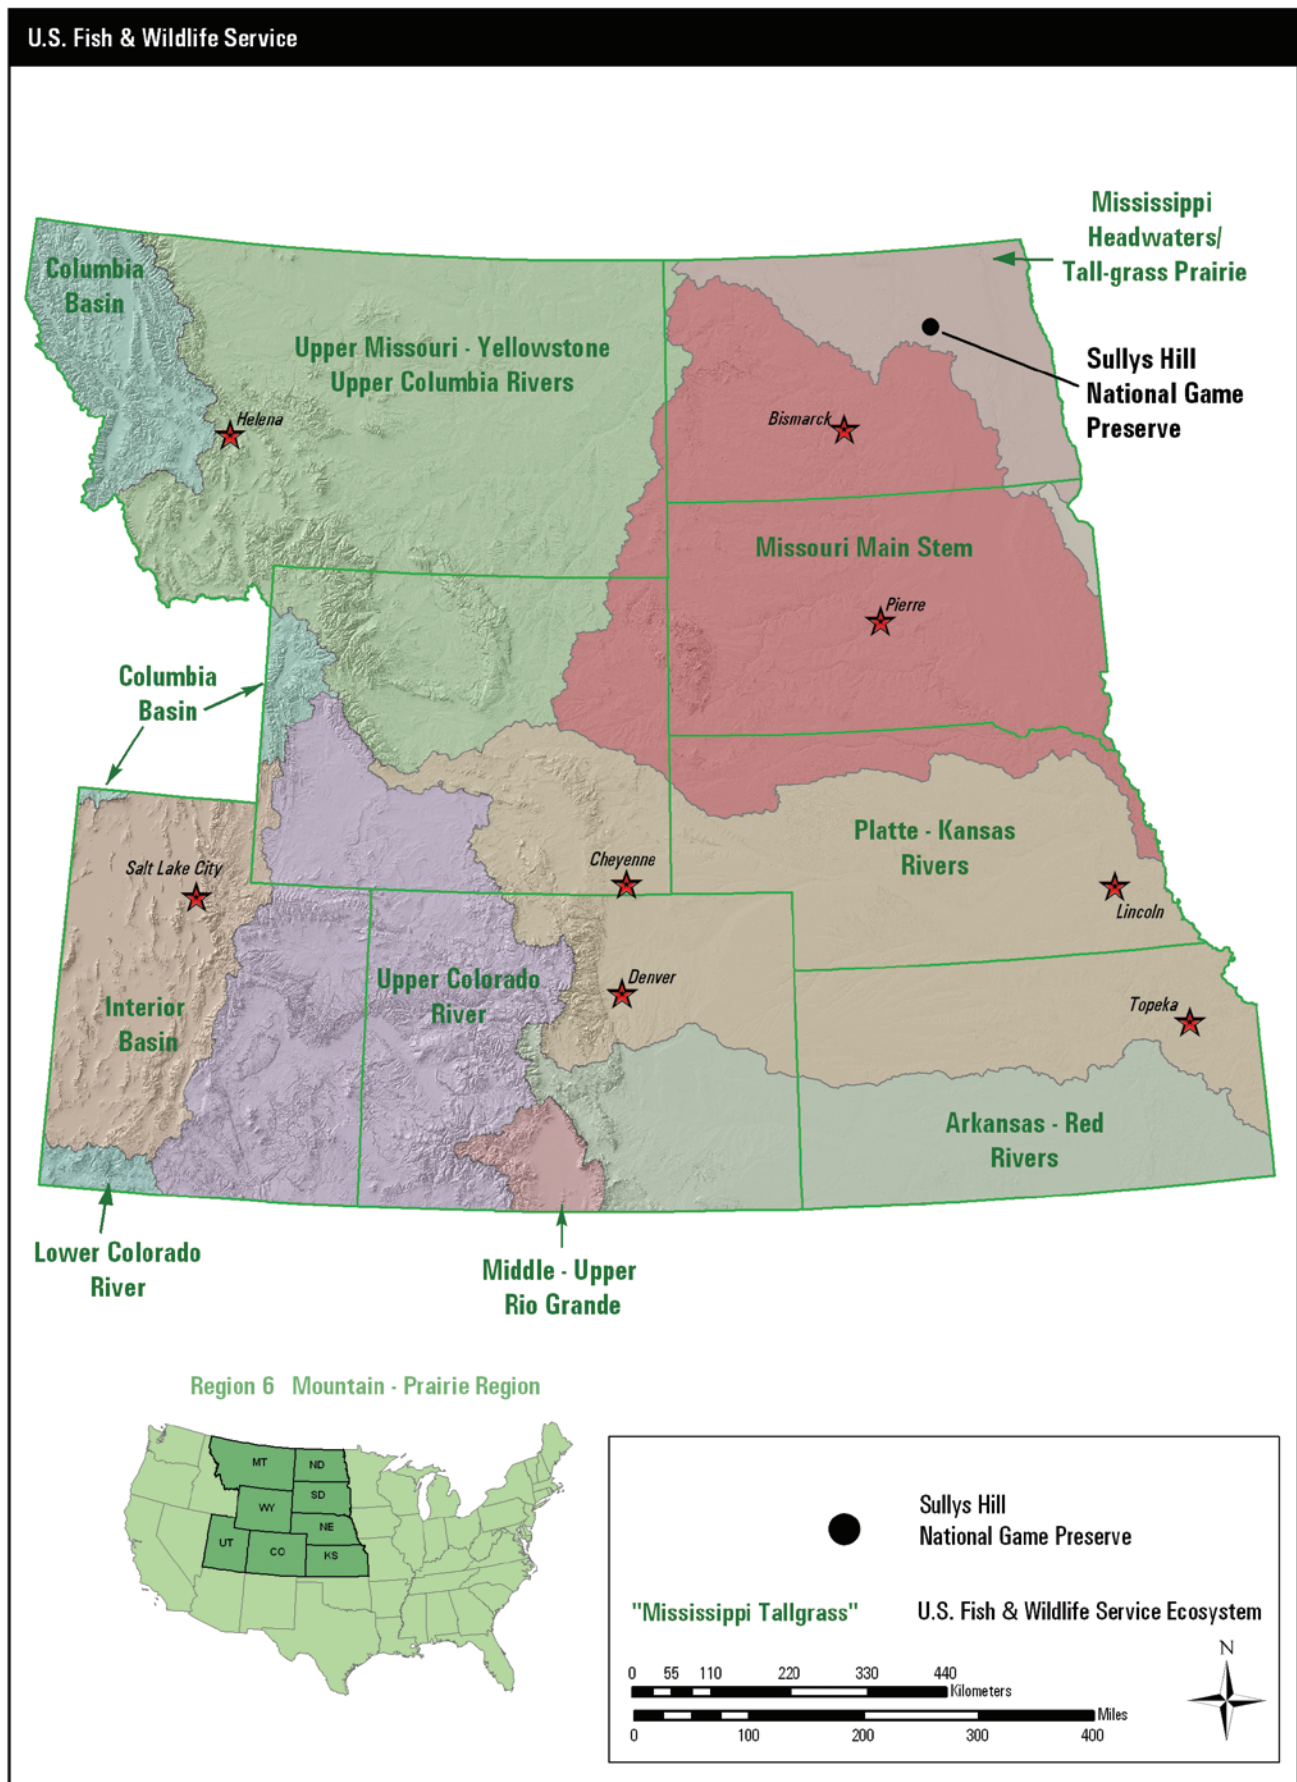 U.S. Fish & Wildlife Service
Mississippi
Headwaters/
Tall-grass Prairie
Columbia
Basin
Upper Missouri - Yellowstone
Upper Columbia Rivers
Sullys Hill
National Game
Preserve
Helena
Bismarck
Missouri Main Stem
Pierre
Columbia
Basin
Platte - Kansas
Rivers
Cheyenne
Salt Lake City
Lincoln
Denver
Upper Colorado
River
Topeka
Interior
Basin
Arkansas - Red
Rivers
Lower Colorado
River
Middle - Upper
Rio Grande
Region 6 Mountain - Prairie Region
MT
ND
SD
WY
NE
UT
CO
KS
Sullys Hill
National Game Preserve
"Mississippi Tallgrass" U.S. Fish & Wildlife Service Ecosystem
N
0 55 110 220 330 440
Kilometers
Miles
0 100 200 300 400